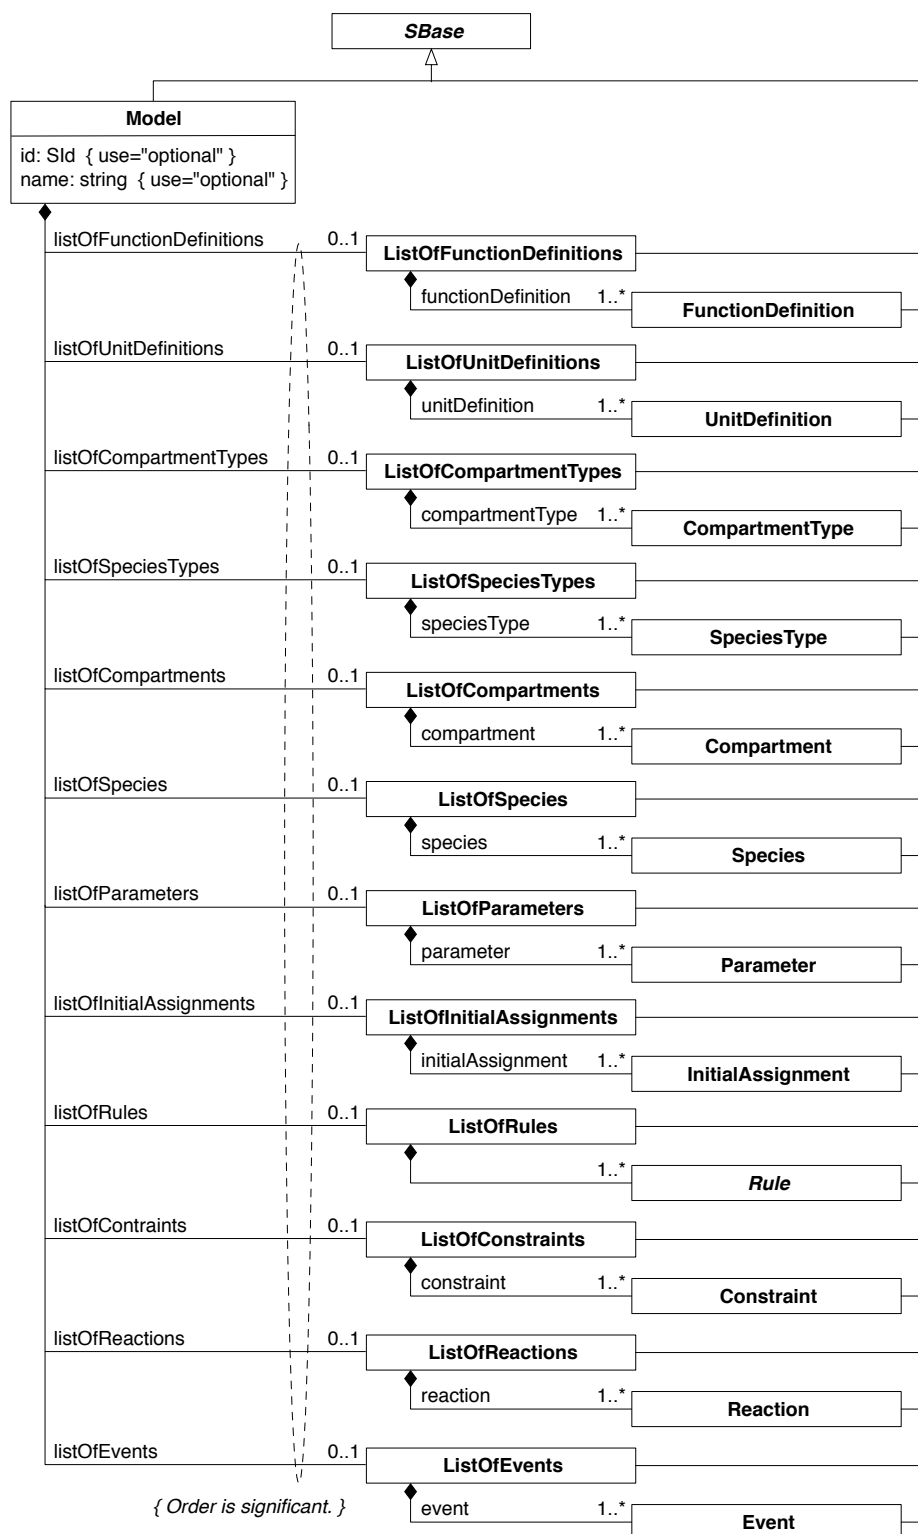 SBase
Model
id: SId { use="optional" }
name: string { use="optional" }
listOfFunctionDefinitions 0..1 ListOfFunctionDefinitions
functionDefinition 1..* FunctionDefinition
listOfUnitDefinitions 0..1 ListOfUnitDefinitions
unitDefinition 1..* UnitDefinition
listOfCompartmentTypes 0..1 ListOfCompartmentTypes
compartmentType 1..* CompartmentType
listOfSpeciesTypes 0..1 ListOfSpeciesTypes
speciesType 1..* SpeciesType
listOfCompartments 0..1 ListOfCompartments
compartment 1..* Compartment
listOfSpecies 0..1 ListOfSpecies
species 1..* Species
listOfParameters 0..1 ListOfParameters
parameter 1..* Parameter
listOfInitialAssignments 0..1 ListOfInitialAssignments
initialAssignment 1..* InitialAssignment
listOfRules 0..1 ListOfRules
1..* Rule
listOfContraints 0..1 ListOfConstraints
constraint 1..* Constraint
listOfReactions 0..1 ListOfReactions
reaction 1..* Reaction
listOfEvents 0..1 ListOfEvents
{ Order is significant. } event 1..* Event